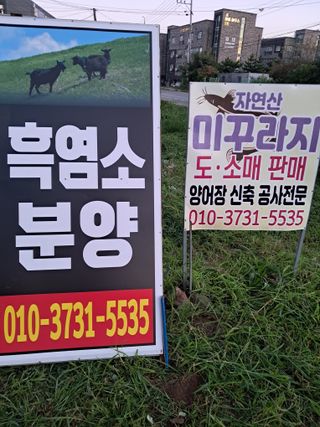 흑염소
분양
010-3731-5535
자연산
미꾸라지
도·소매 판매
양어장 신축 공사전문
010-3731-5535